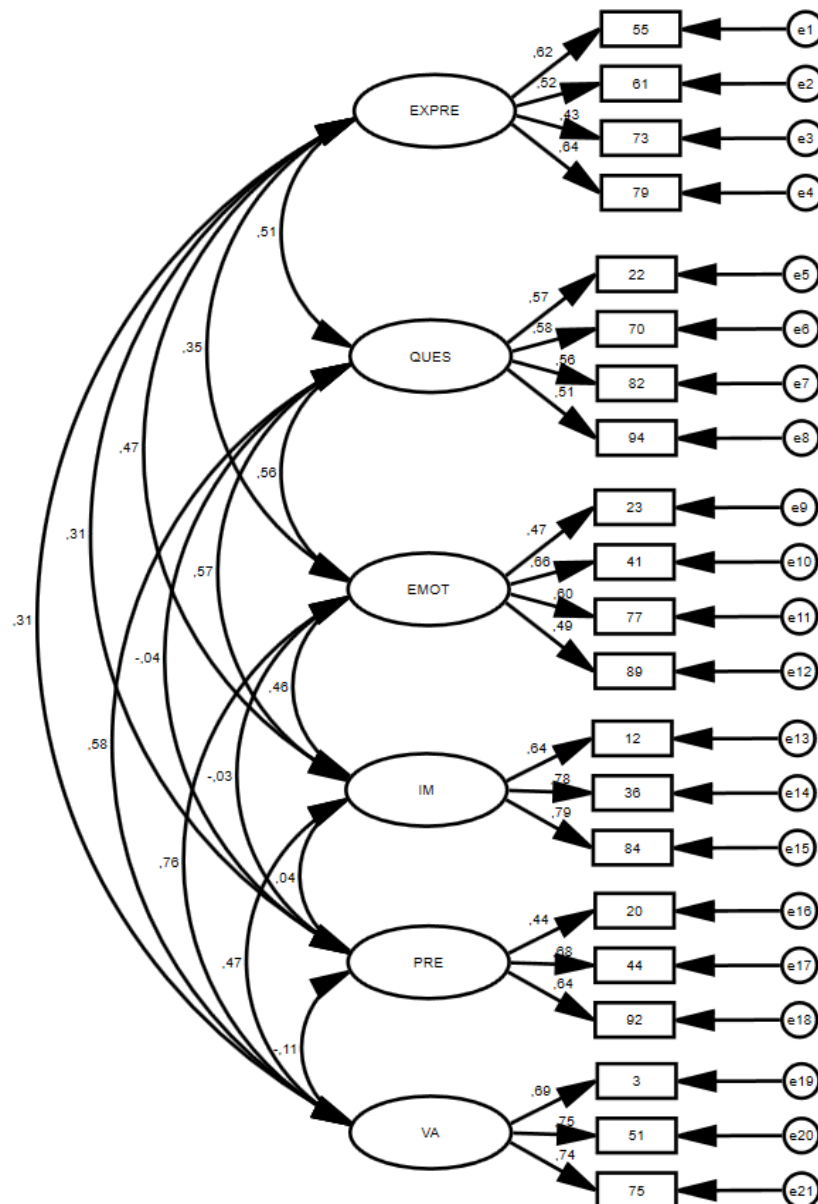 55 e1
,62
61 e2
,52
EXPRE
,43
73 e3
,64
79 e4
,51
22 e5
,57
70 e6
,58
,35
QUES
,56
82 e7
,51
94 e8
,47
,56
23 e9
,47
,31
41 e10
,66
,57
EMOT
,60
77 e11
,31
,49
-,04
89 e12
,46
12 e13
,64
,58
-,03
36 e14
,78
IM
,79
84 e15
,76
,04
20 e16
,44
,68
,47
PRE
44 e17
,64
92 e18
-,11
3 e19
,69
,75
VA
51 e20
,74
75 e21